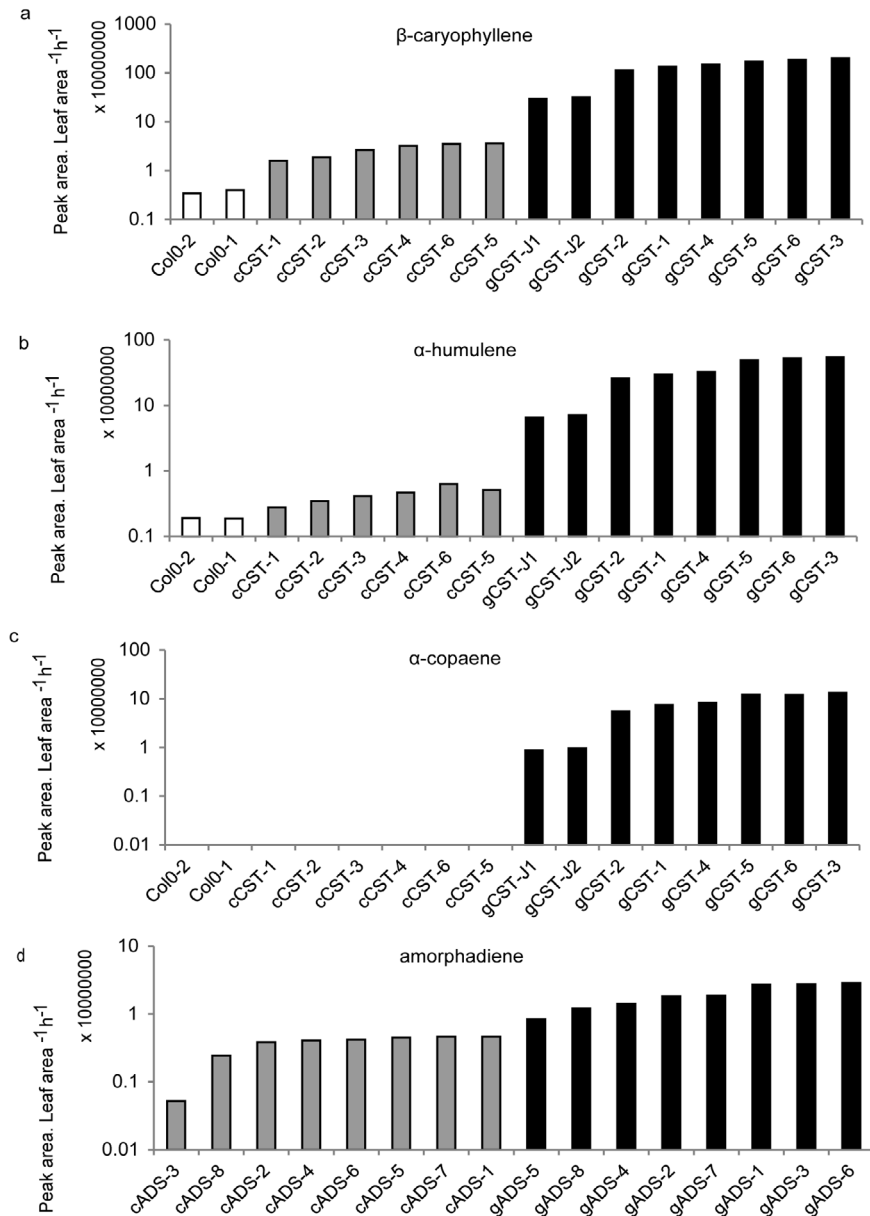 a
β-caryophyllene
Peak area. Leaf area -1h-1
x 10000000
1000
100
10
1
0.1
Col0-2
Col0-1
cCST-1
cCST-2
cCST-3
cCST-4
cCST-6
cCST-5
gCST-J1
gCST-J2
gCST-2
gCST-1
gCST-4
gCST-5
gCST-6
gCST-3
b
α-humulene
Peak area. Leaf area -1h-1
x 10000000
100
10
1
0.1
Col0-2
Col0-1
cCST-1
cCST-2
cCST-3
cCST-4
cCST-6
cCST-5
gCST-J1
gCST-J2
gCST-2
gCST-1
gCST-4
gCST-5
gCST-6
gCST-3
c
α-copaene
Peak area. Leaf area -1h-1
x 10000000
100
10
1
0.1
0.01
Col0-2
Col0-1
cCST-1
cCST-2
cCST-3
cCST-4
cCST-6
cCST-5
gCST-J1
gCST-J2
gCST-2
gCST-1
gCST-4
gCST-5
gCST-6
gCST-3
d
amorphadiene
Peak area. Leaf area -1h-1
x 10000000
10
1
0.1
0.01
cADS-3
cADS-8
cADS-2
cADS-4
cADS-6
cADS-5
cADS-7
cADS-1
gADS-5
gADS-8
gADS-4
gADS-2
gADS-7
gADS-1
gADS-3
gADS-6